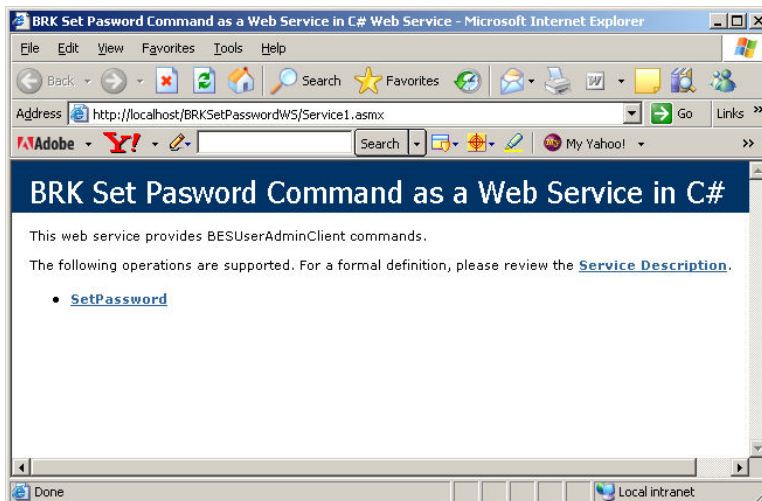 BRK Set Pasword Command as a Web Service in C# Web Service - Microsoft Internet Explorer
File Edit View Favorites Tools Help
Back Search Favorites
Address http://localhost/BRKSetPasswordWS/Service1.asmx Go Links »
Adobe Y! Search My Yahoo! »
BRK Set Pasword Command as a Web Service in C#
This web service provides BESUserAdminClient commands.
The following operations are supported. For a formal definition, please review the Service Description.
• SetPassword
Done Local intranet